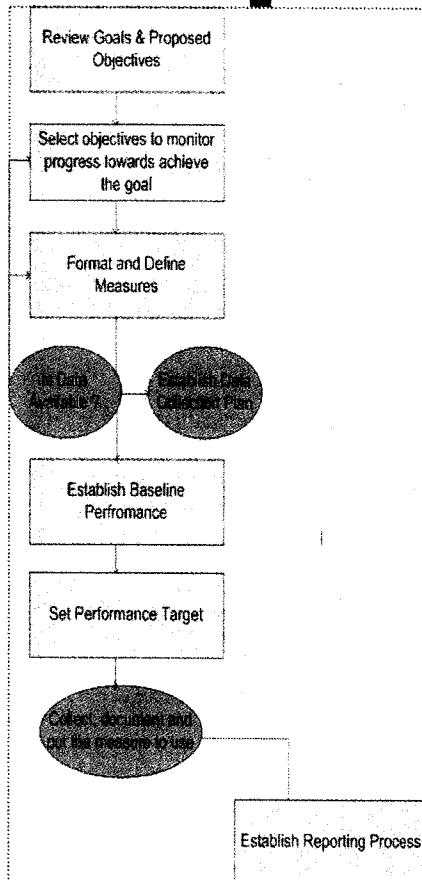 Review Goals & Proposed
Objectives
Select objectives to monitor
progress towards achieve
the goal
Format and Define
Measures
Is Data
Available ?
Establish Data
Collection Plan
Establish Baseline
Perfromance
Set Performance Target
Collect, document and
put the measure to use
Establish Reporting Process